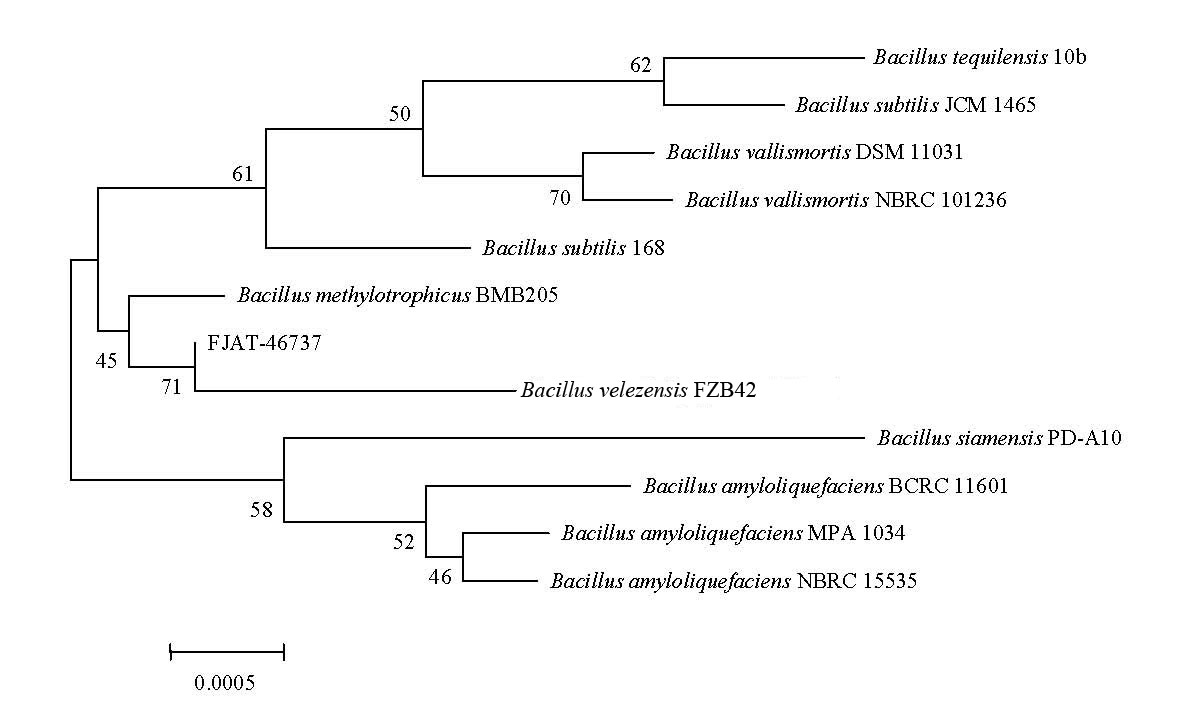 62
Bacillus tequilensis 10b
Bacillus subtilis JCM 1465
50
Bacillus vallismortis DSM 11031
61
70
Bacillus vallismortis NBRC 101236
Bacillus subtilis 168
Bacillus methylotrophicus BMB205
FJAT-46737
45
71
Bacillus velezensis FZB42
Bacillus siamensis PD-A10
Bacillus amyloliquefaciens BCRC 11601
58
Bacillus amyloliquefaciens MPA 1034
52
46
Bacillus amyloliquefaciens NBRC 15535
0.0005